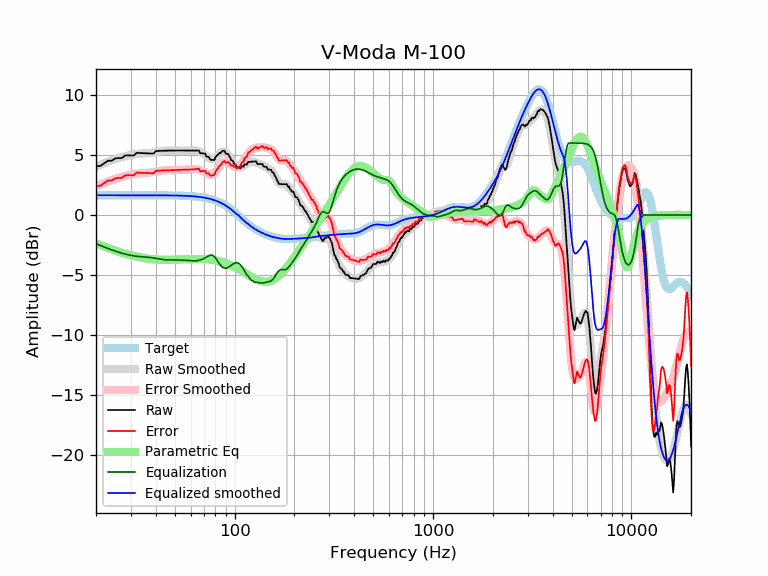 V-Moda M-100
10
5
0
−5
−10
−15
−20
Amplitude (dBr)
Target
Raw Smoothed
Error Smoothed
Raw
Error
Parametric Eq
Equalization
Equalized smoothed
100
1000
10000
Frequency (Hz)